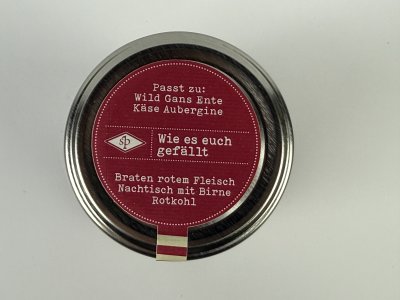 Passt zu:
Wild Gans Ente
Käse Aubergine
sp
Wie es euch
gefällt
Braten rotem Fleisch
Nachtisch mit Birne
Rotkohl